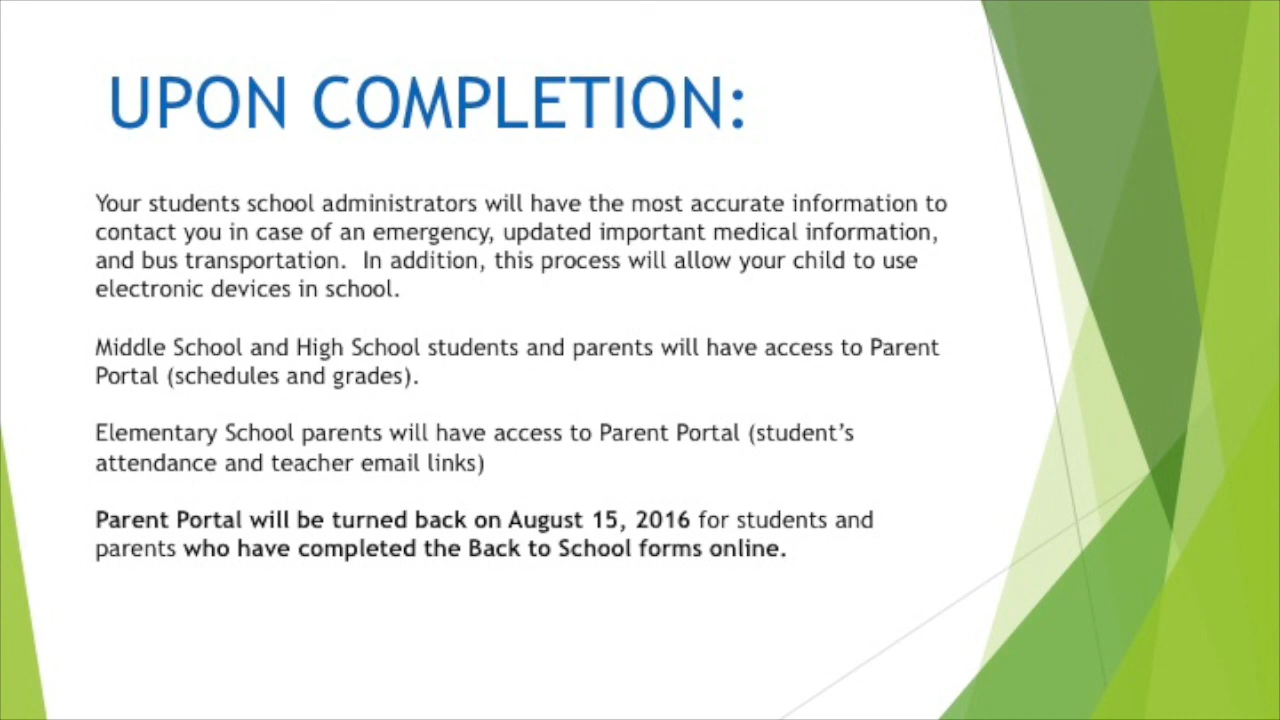 UPON COMPLETION:
Your students school administrators will have the most accurate information to
contact you in case of an emergency, updated important medical information,
and bus transportation.  In addition, this process will allow your child to use
electronic devices in school.
Middle School and High School students and parents will have access to Parent
Portal (schedules and grades).
Elementary School parents will have access to Parent Portal (student’s
attendance and teacher email links)
Parent Portal will be turned back on August 15, 2016 for students and
parents who have completed the Back to School forms online.